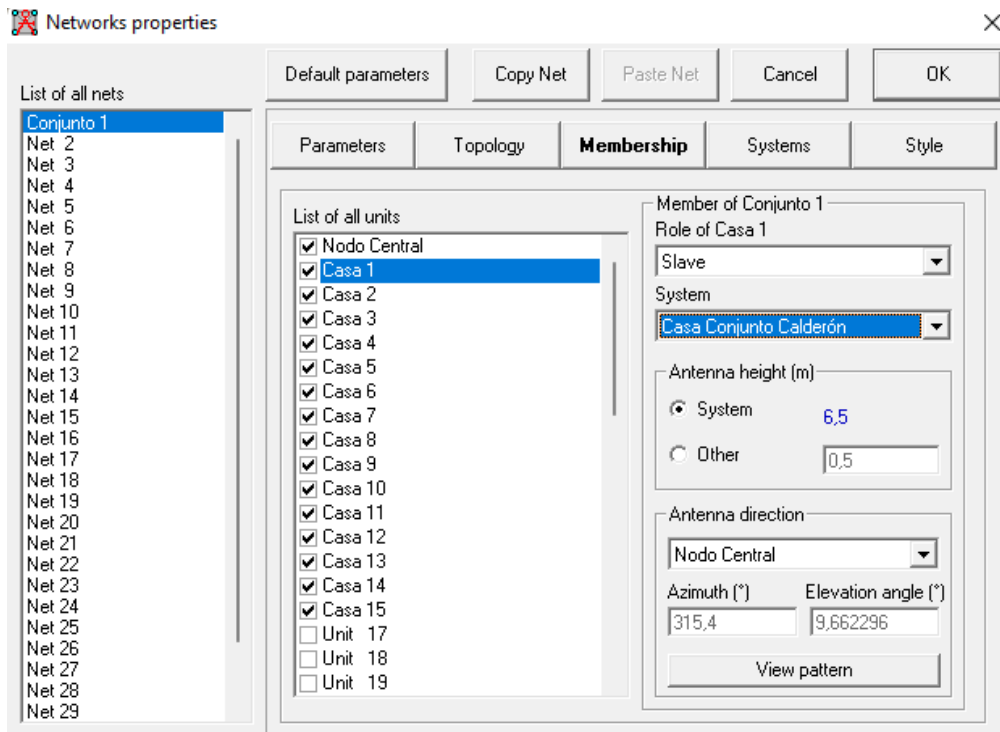 Networks properties
Default parameters
Copy Net
Paste Net
Cancel
OK
List of all nets
Conjunto 1
Net 2
Net 3
Net 4
Net 5
Net 6
Net 7
Net 8
Net 9
Net 10
Net 11
Net 12
Net 13
Net 14
Net 15
Net 16
Net 17
Net 18
Net 19
Net 20
Net 21
Net 22
Net 23
Net 24
Net 25
Net 26
Net 27
Net 28
Net 29
Parameters
Topology
Membership
Systems
Style
List of all units
Nodo Central
Casa 1
Casa 2
Casa 3
Casa 4
Casa 5
Casa 6
Casa 7
Casa 8
Casa 9
Casa 10
Casa 11
Casa 12
Casa 13
Casa 14
Casa 15
Unit 17
Unit 18
Unit 19
Member of Conjunto 1
Role of Casa 1
Slave
System
Casa Conjunto Calderón
Antenna height (m)
System 6,5
Other 0,5
Antenna direction
Nodo Central
Azimuth (°) Elevation angle (°)
315,4 9,662296
View pattern